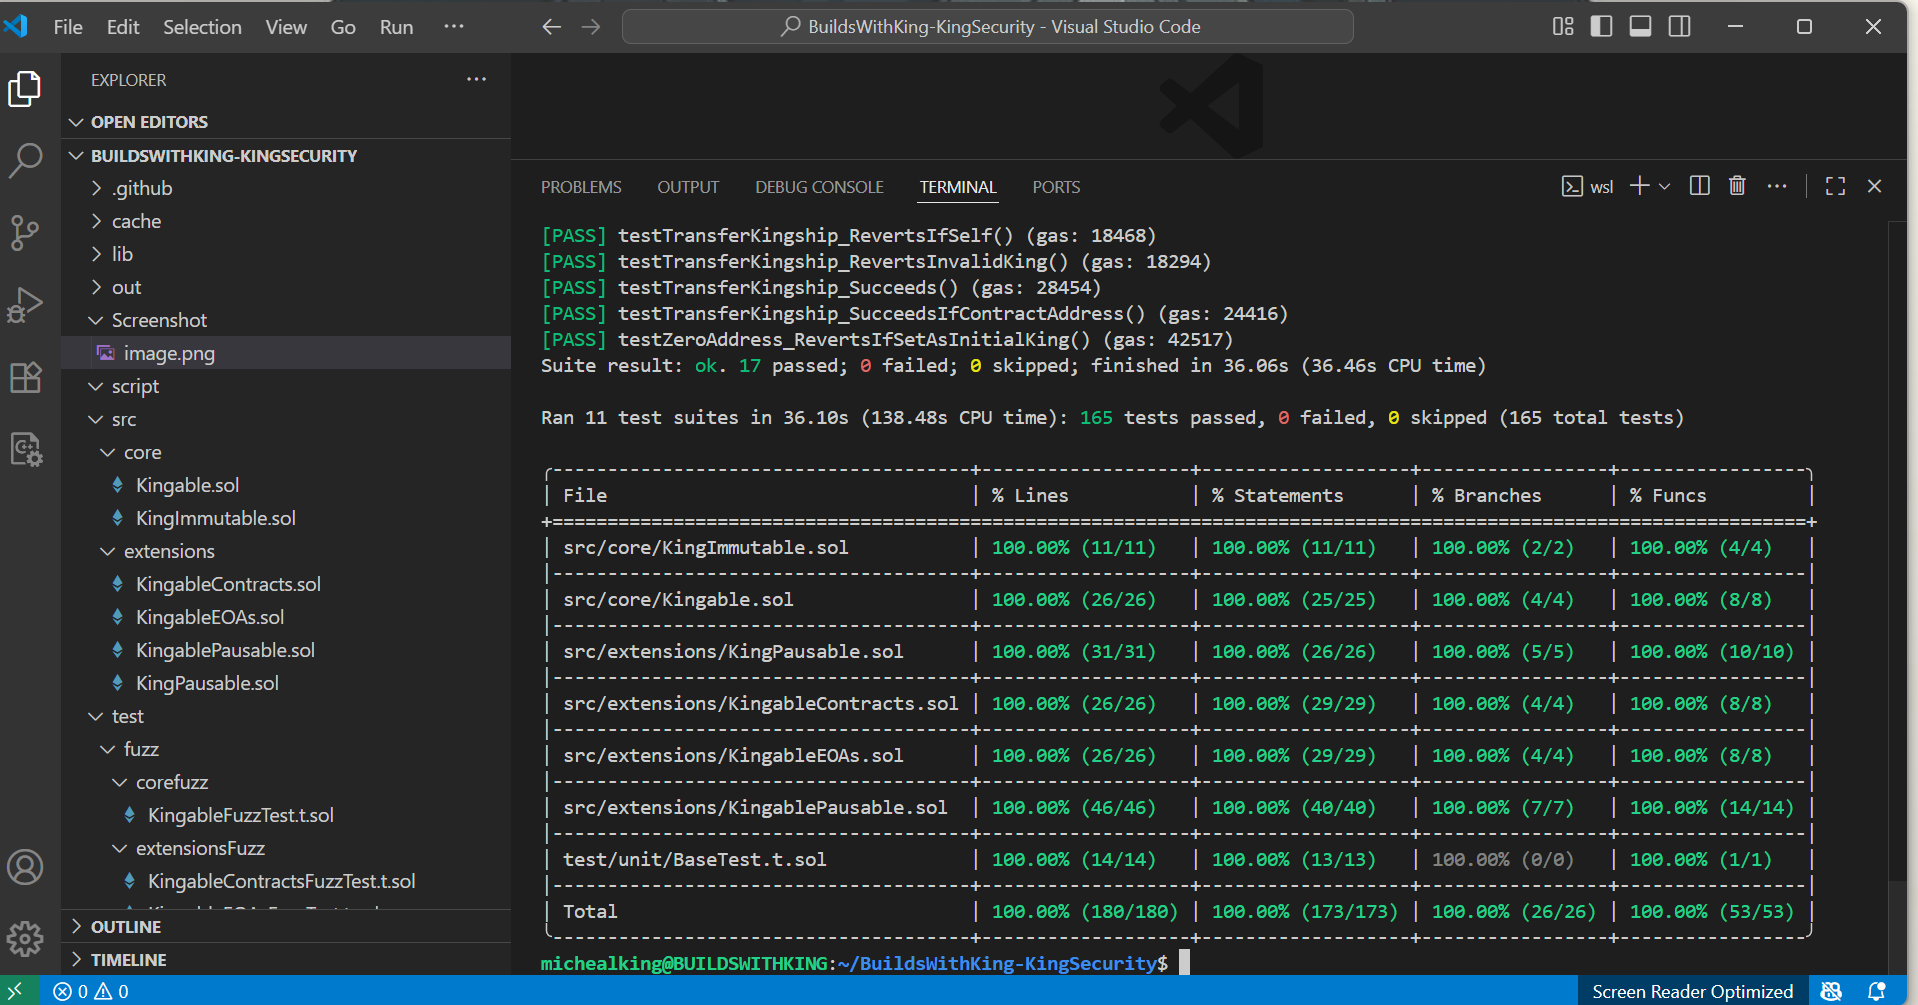 File Edit Selection View Go Run ···
BuildsWithKing-KingSecurity - Visual Studio Code
EXPLORER ···
OPEN EDITORS
BUILDSWITHKING-KINGSECURITY
.github
cache
lib
out
Screenshot
image.png
script
src
core
Kingable.sol
KingImmutable.sol
extensions
KingableContracts.sol
KingableEOAs.sol
KingablePausable.sol
KingPausable.sol
test
fuzz
corefuzz
KingableFuzzTest.t.sol
extensionsFuzz
KingableContractsFuzzTest.t.sol
OUTLINE
TIMELINE
PROBLEMS OUTPUT DEBUG CONSOLE TERMINAL PORTS
wsl
[PASS] testTransferKingship_RevertsIfSelf() (gas: 18468)
[PASS] testTransferKingship_RevertsInvalidKing() (gas: 18294)
[PASS] testTransferKingship_Succeeds() (gas: 28454)
[PASS] testTransferKingship_SucceedsIfContractAddress() (gas: 24416)
[PASS] testZeroAddress_RevertsIfSetAsInitialKing() (gas: 42517)
Suite result: ok. 17 passed; 0 failed; 0 skipped; finished in 36.06s (36.46s CPU time)
Ran 11 test suites in 36.10s (138.48s CPU time): 165 tests passed, 0 failed, 0 skipped (165 total tests)
| File | % Lines | % Statements | % Branches | % Funcs |
| src/core/KingImmutable.sol | 100.00% (11/11) | 100.00% (11/11) | 100.00% (2/2) | 100.00% (4/4) |
| src/core/Kingable.sol | 100.00% (26/26) | 100.00% (25/25) | 100.00% (4/4) | 100.00% (8/8) |
| src/extensions/KingPausable.sol | 100.00% (31/31) | 100.00% (26/26) | 100.00% (5/5) | 100.00% (10/10) |
| src/extensions/KingableContracts.sol | 100.00% (26/26) | 100.00% (29/29) | 100.00% (4/4) | 100.00% (8/8) |
| src/extensions/KingableEOAs.sol | 100.00% (26/26) | 100.00% (29/29) | 100.00% (4/4) | 100.00% (8/8) |
| src/extensions/KingablePausable.sol | 100.00% (46/46) | 100.00% (40/40) | 100.00% (7/7) | 100.00% (14/14) |
| test/unit/BaseTest.t.sol | 100.00% (14/14) | 100.00% (13/13) | 100.00% (0/0) | 100.00% (1/1) |
| Total | 100.00% (180/180) | 100.00% (173/173) | 100.00% (26/26) | 100.00% (53/53) |
michealking@BUILDSWITHKING:~/BuildsWithKing-KingSecurity$
0 0
Screen Reader Optimized